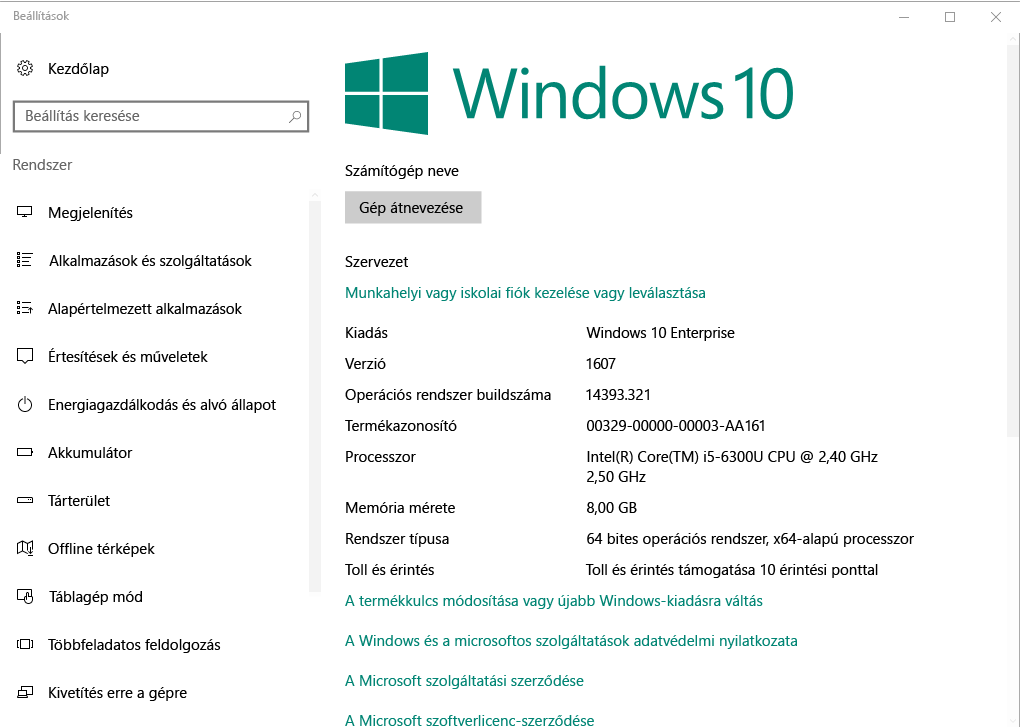 Beállítások
Kezdőlap
Beállítás keresése
Rendszer
Megjelenítés
Alkalmazások és szolgáltatások
Alapértelmezett alkalmazások
Értesítések és műveletek
Energiagazdálkodás és alvó állapot
Akkumulátor
Tárterület
Offline térképek
Táblagép mód
Többfeladatos feldolgozás
Kivetítés erre a gépre
Windows 10
Számítógép neve
Gép átnevezése
Szervezet
Munkahelyi vagy iskolai fiók kezelése vagy leválasztása
Kiadás Windows 10 Enterprise
Verzió 1607
Operációs rendszer buildszáma 14393.321
Termékazonosító 00329-00000-00003-AA161
Processzor Intel(R) Core(TM) i5-6300U CPU @ 2,40 GHz
2,50 GHz
Memória mérete 8,00 GB
Rendszer típusa 64 bites operációs rendszer, x64-alapú processzor
Toll és érintés Toll és érintés támogatása 10 érintési ponttal
A termékkulcs módosítása vagy újabb Windows-kiadásra váltás
A Windows és a microsoftos szolgáltatások adatvédelmi nyilatkozata
A Microsoft szolgáltatási szerződése
A Microsoft szoftverlicenc-szerződése